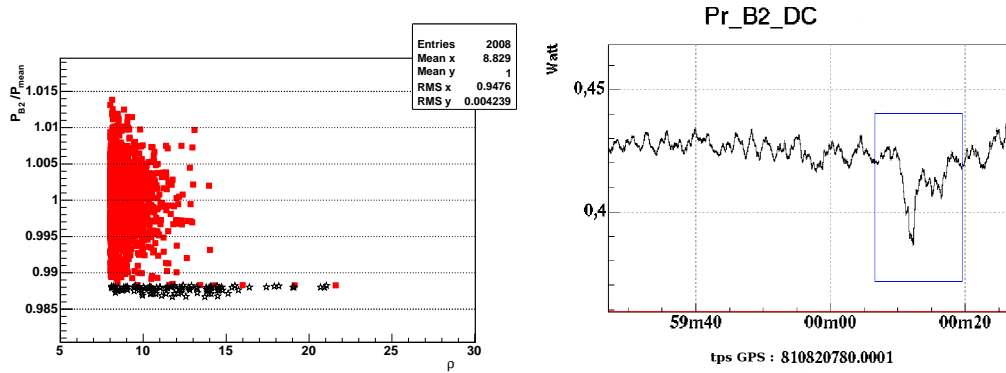 Entries 2008
Mean x 8.829
Mean y 1
RMS x 0.9476
RMS y 0.004239
P_B2/P_mean
1.015
1.01
1.005
1
0.995
0.99
0.985
5 10 15 20 25 30
ρ
Pr_B2_DC
Watt
0,45
0,4
59m40 00m00 00m20
tps GPS : 810820780.0001